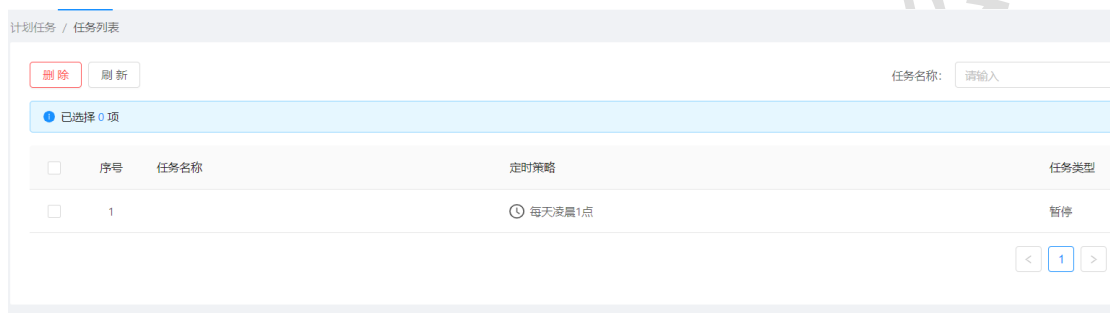 计划任务 / 任务列表
删 除 刷 新 任务名称: 请输入
已选择 0 项
序号 任务名称 定时策略 任务类型
1 每天凌晨1点 暂停
< 1 >